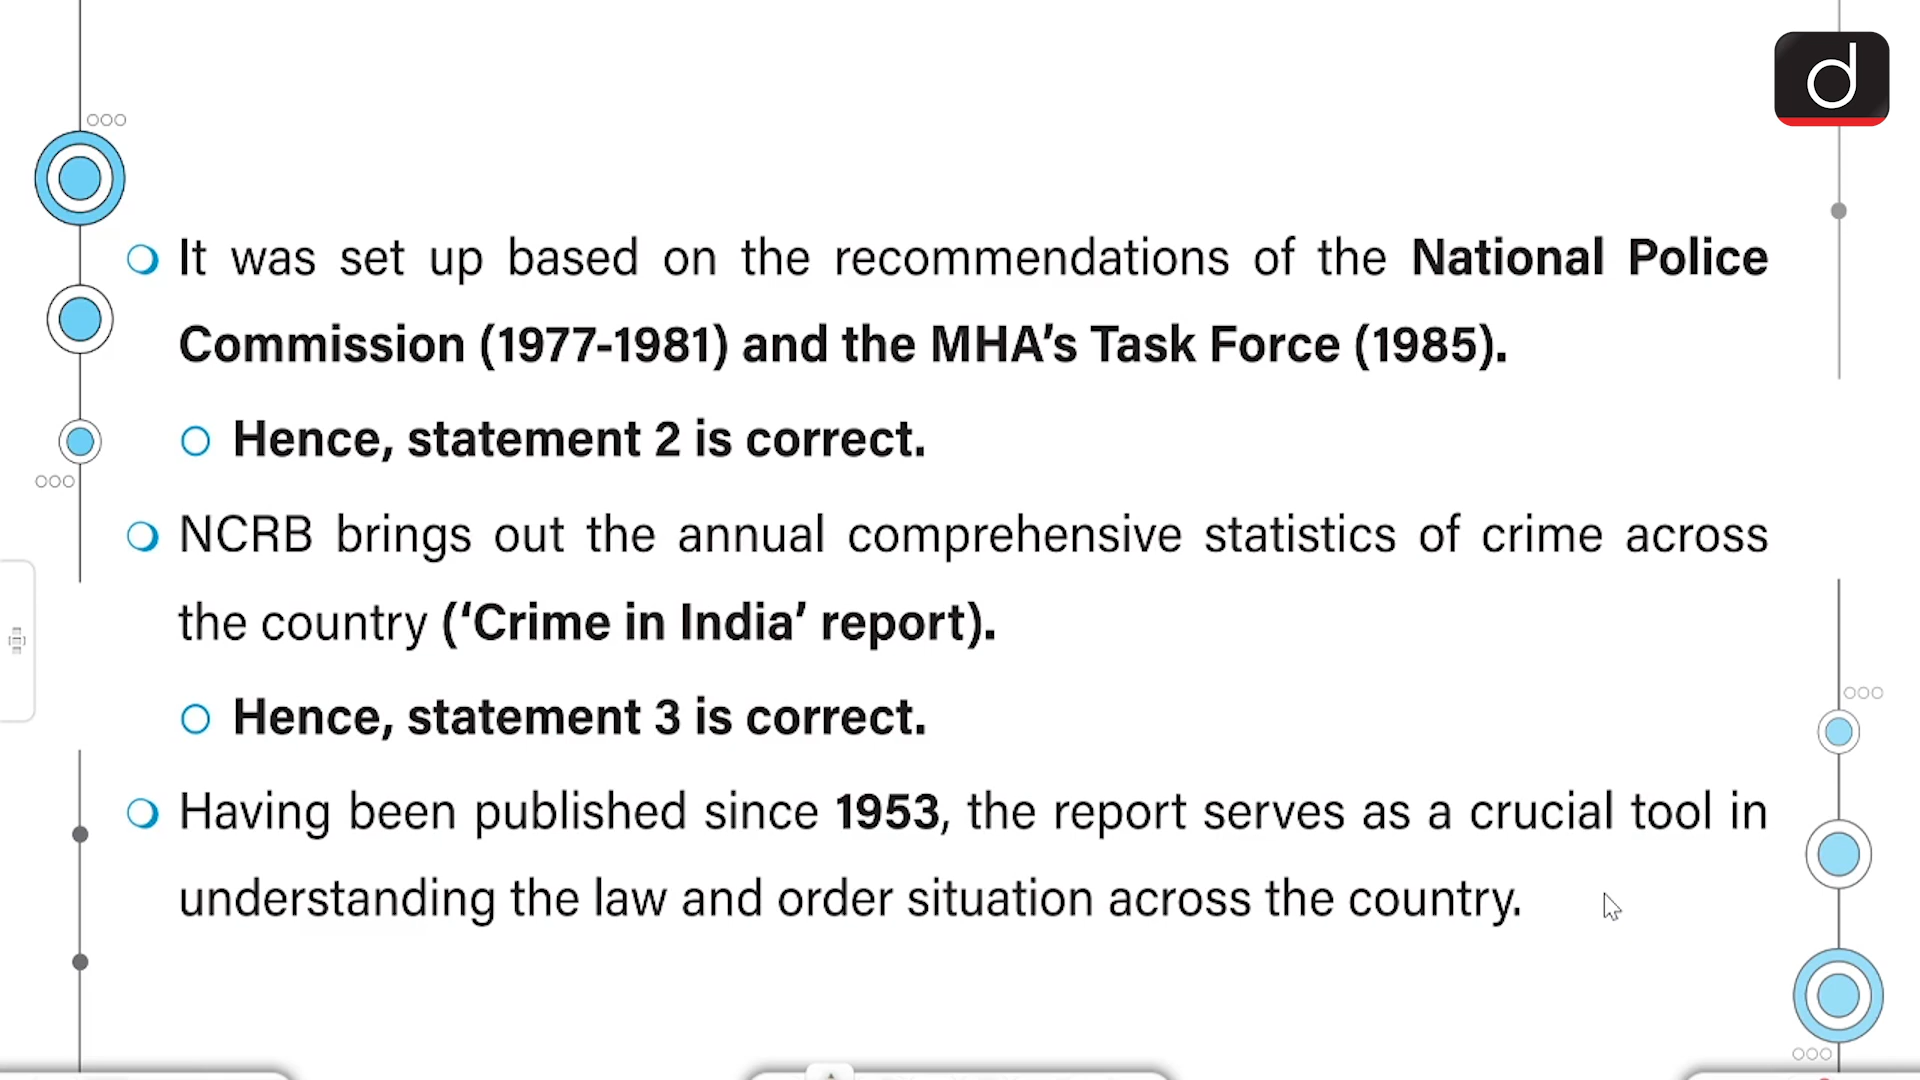 d
It was set up based on the recommendations of the National Police
Commission (1977-1981) and the MHA’s Task Force (1985).
Hence, statement 2 is correct.
NCRB brings out the annual comprehensive statistics of crime across
the country (‘Crime in India’ report).
Hence, statement 3 is correct.
Having been published since 1953, the report serves as a crucial tool in
understanding the law and order situation across the country.